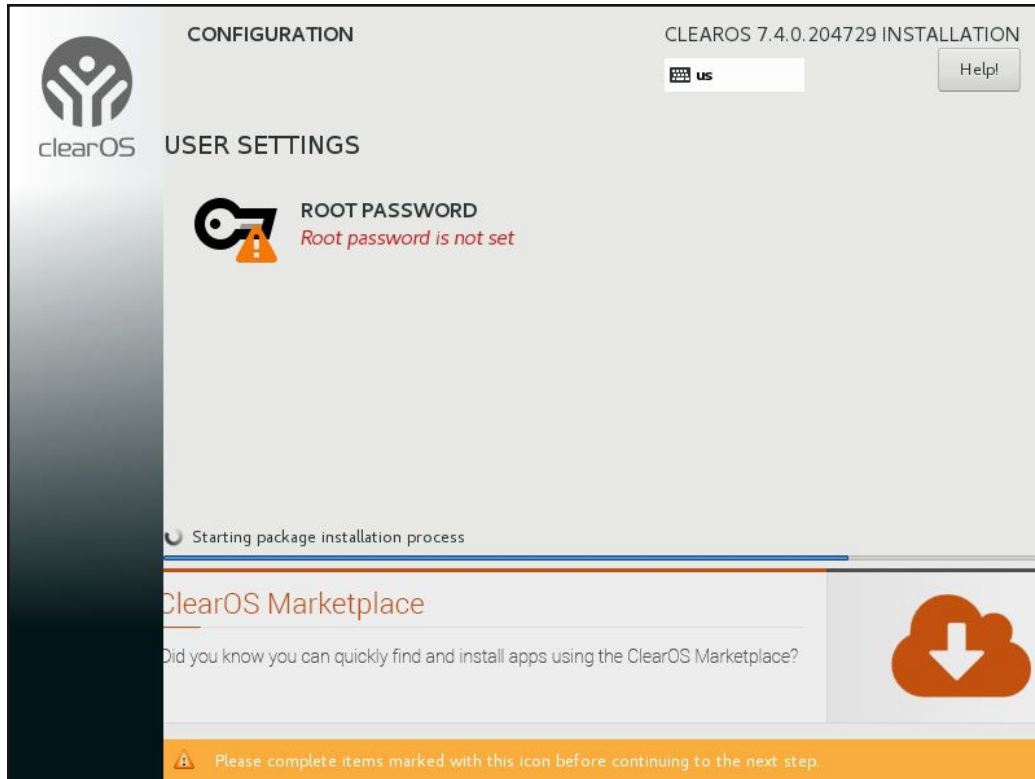 CONFIGURATION
CLEAROS 7.4.0.204729 INSTALLATION
us
Help!
clearOS
USER SETTINGS
ROOT PASSWORD
Root password is not set
Starting package installation process
ClearOS Marketplace
Did you know you can quickly find and install apps using the ClearOS Marketplace?
Please complete items marked with this icon before continuing to the next step.